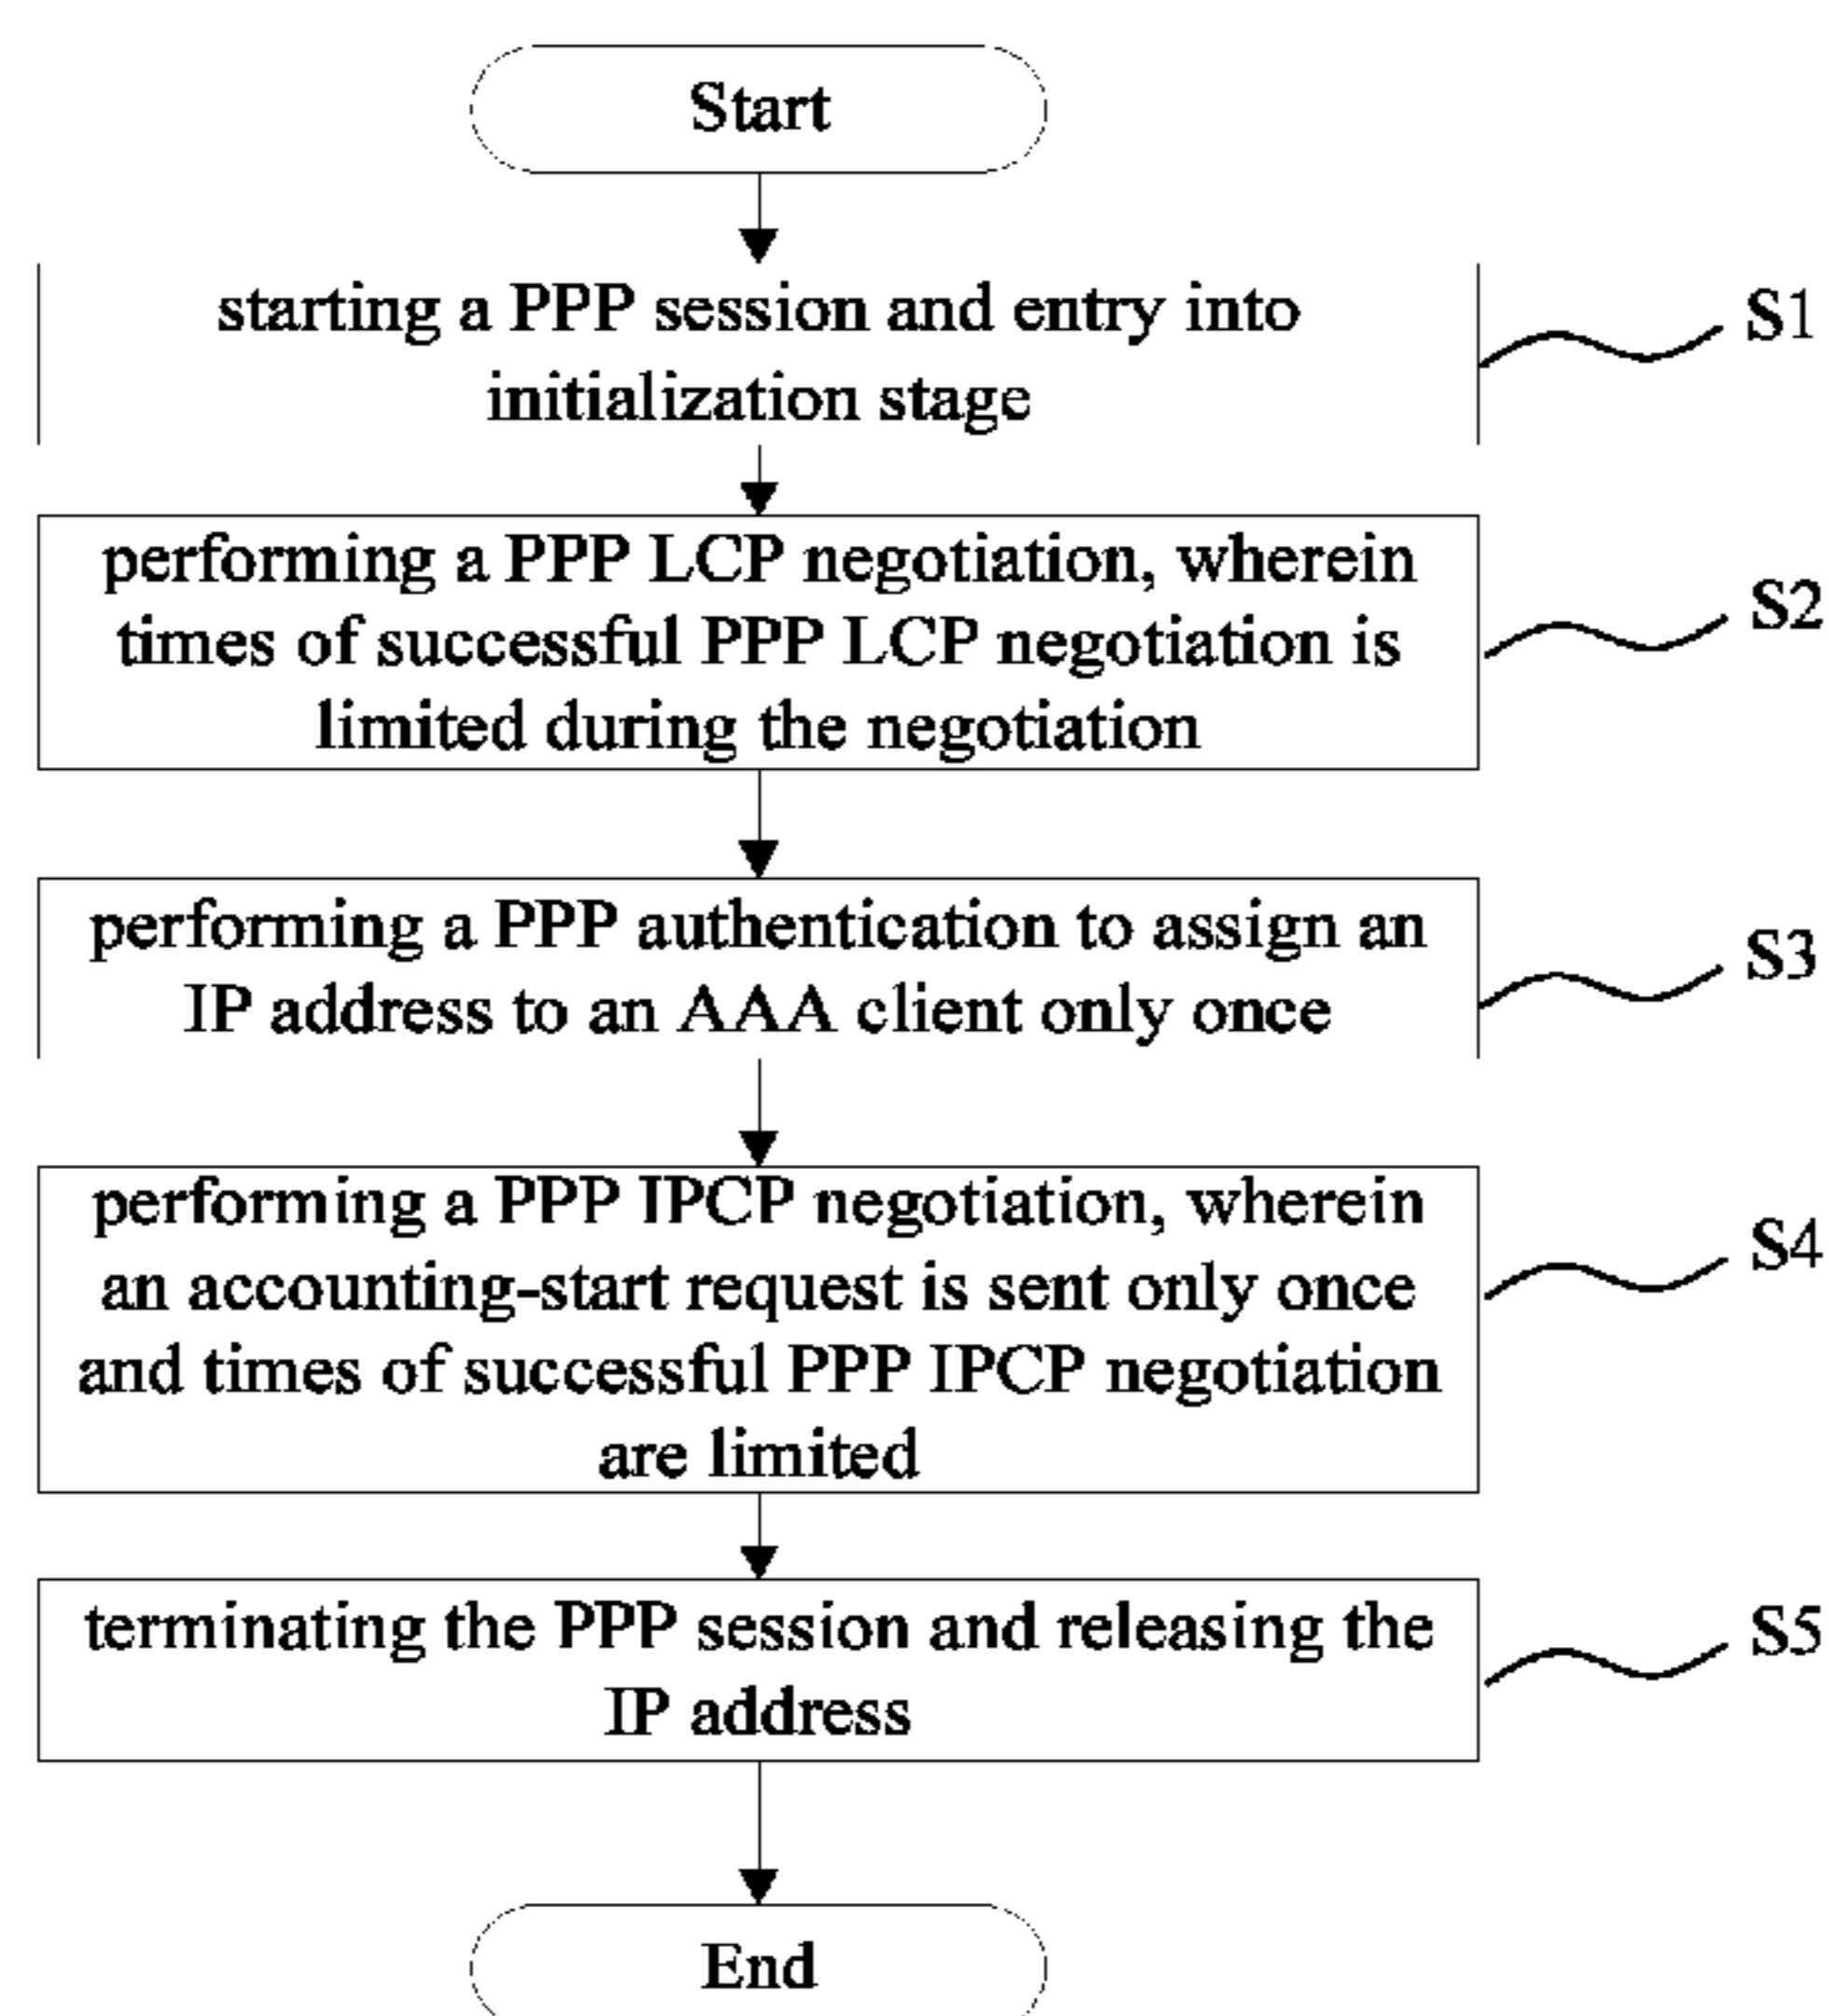 Start
starting a PPP session and entry into
initialization stage
S1
performing a PPP LCP negotiation, wherein
times of successful PPP LCP negotiation is
limited during the negotiation
S2
performing a PPP authentication to assign an
IP address to an AAA client only once
S3
performing a PPP IPCP negotiation, wherein
an accounting-start request is sent only once
and times of successful PPP IPCP negotiation
are limited
S4
terminating the PPP session and releasing the
IP address
S5
End